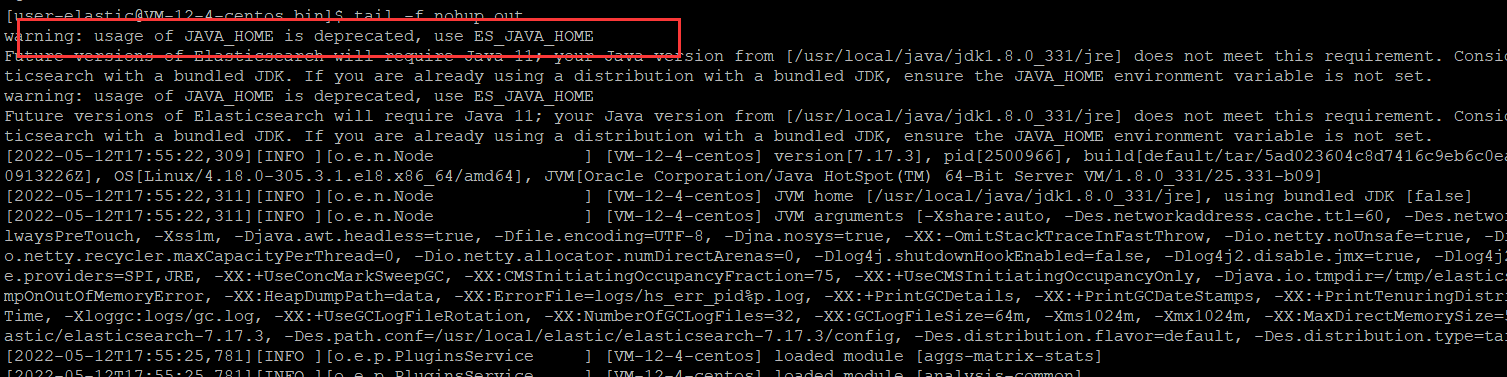 [user-elastic@VM-12-4-centos bin]$ tail -f nohup.out
warning: usage of JAVA_HOME is deprecated, use ES_JAVA_HOME
Future versions of Elasticsearch will require Java 11; your Java version from [/usr/local/java/jdk1.8.0_331/jre] does not meet this requirement. Consi
ticsearch with a bundled JDK. If you are already using a distribution with a bundled JDK, ensure the JAVA_HOME environment variable is not set.
warning: usage of JAVA_HOME is deprecated, use ES_JAVA_HOME
Future versions of Elasticsearch will require Java 11; your Java version from [/usr/local/java/jdk1.8.0_331/jre] does not meet this requirement. Consi
ticsearch with a bundled JDK. If you are already using a distribution with a bundled JDK, ensure the JAVA_HOME environment variable is not set.
[2022-05-12T17:55:22,309][INFO ][o.e.n.Node               ] [VM-12-4-centos] version[7.17.3], pid[2500966], build[default/tar/5ad023604c8d7416c9eb6c0ea
0913226Z], OS[Linux/4.18.0-305.3.1.el8.x86_64/amd64], JVM[Oracle Corporation/Java HotSpot(TM) 64-Bit Server VM/1.8.0_331/25.331-b09]
[2022-05-12T17:55:22,311][INFO ][o.e.n.Node               ] [VM-12-4-centos] JVM home [/usr/local/java/jdk1.8.0_331/jre], using bundled JDK [false]
[2022-05-12T17:55:22,311][INFO ][o.e.n.Node               ] [VM-12-4-centos] JVM arguments [-Xshare:auto, -Des.networkaddress.cache.ttl=60, -Des.netwo
lwaysPreTouch, -Xss1m, -Djava.awt.headless=true, -Dfile.encoding=UTF-8, -Djna.nosys=true, -XX:-OmitStackTraceInFastThrow, -Dio.netty.noUnsafe=true, -Di
o.netty.recycler.maxCapacityPerThread=0, -Dio.netty.allocator.numDirectArenas=0, -Dlog4j.shutdownHookEnabled=false, -Dlog4j2.disable.jmx=true, -Dlog4j2
e.providers=SPI,JRE, -XX:+UseConcMarkSweepGC, -XX:CMSInitiatingOccupancyFraction=75, -XX:+UseCMSInitiatingOccupancyOnly, -Djava.io.tmpdir=/tmp/elastics
mpOnOutOfMemoryError, -XX:HeapDumpPath=data, -XX:ErrorFile=logs/hs_err_pid%p.log, -XX:+PrintGCDetails, -XX:+PrintGCDateStamps, -XX:+PrintTenuringDistr
Time, -Xloggc:logs/gc.log, -XX:+UseGCLogFileRotation, -XX:NumberOfGCLogFiles=32, -XX:GCLogFileSize=64m, -Xms1024m, -Xmx1024m, -XX:MaxDirectMemorySize=5
astic/elasticsearch-7.17.3, -Des.path.conf=/usr/local/elastic/elasticsearch-7.17.3/config, -Des.distribution.flavor=default, -Des.distribution.type=ta
[2022-05-12T17:55:25,781][INFO ][o.e.p.PluginsService     ] [VM-12-4-centos] loaded module [aggs-matrix-stats]
[2022-05-12T17:55:25,781][INFO ][o.e.p.PluginsService     ] [VM-12-4-centos] loaded module [analysis-common]